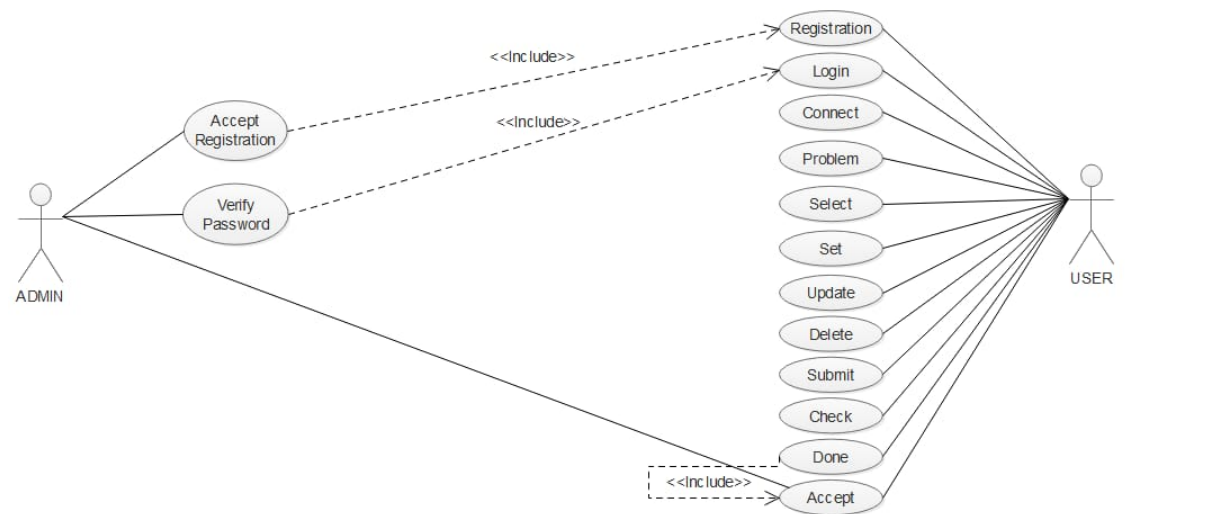 Registration
<<Include>>
Login
Accept
Registration
<<Include>>
Connect
Problem
Verify
Password
Select
Set
ADMIN
USER
Update
Delete
Submit
Check
Done
<<Include>>
Accept